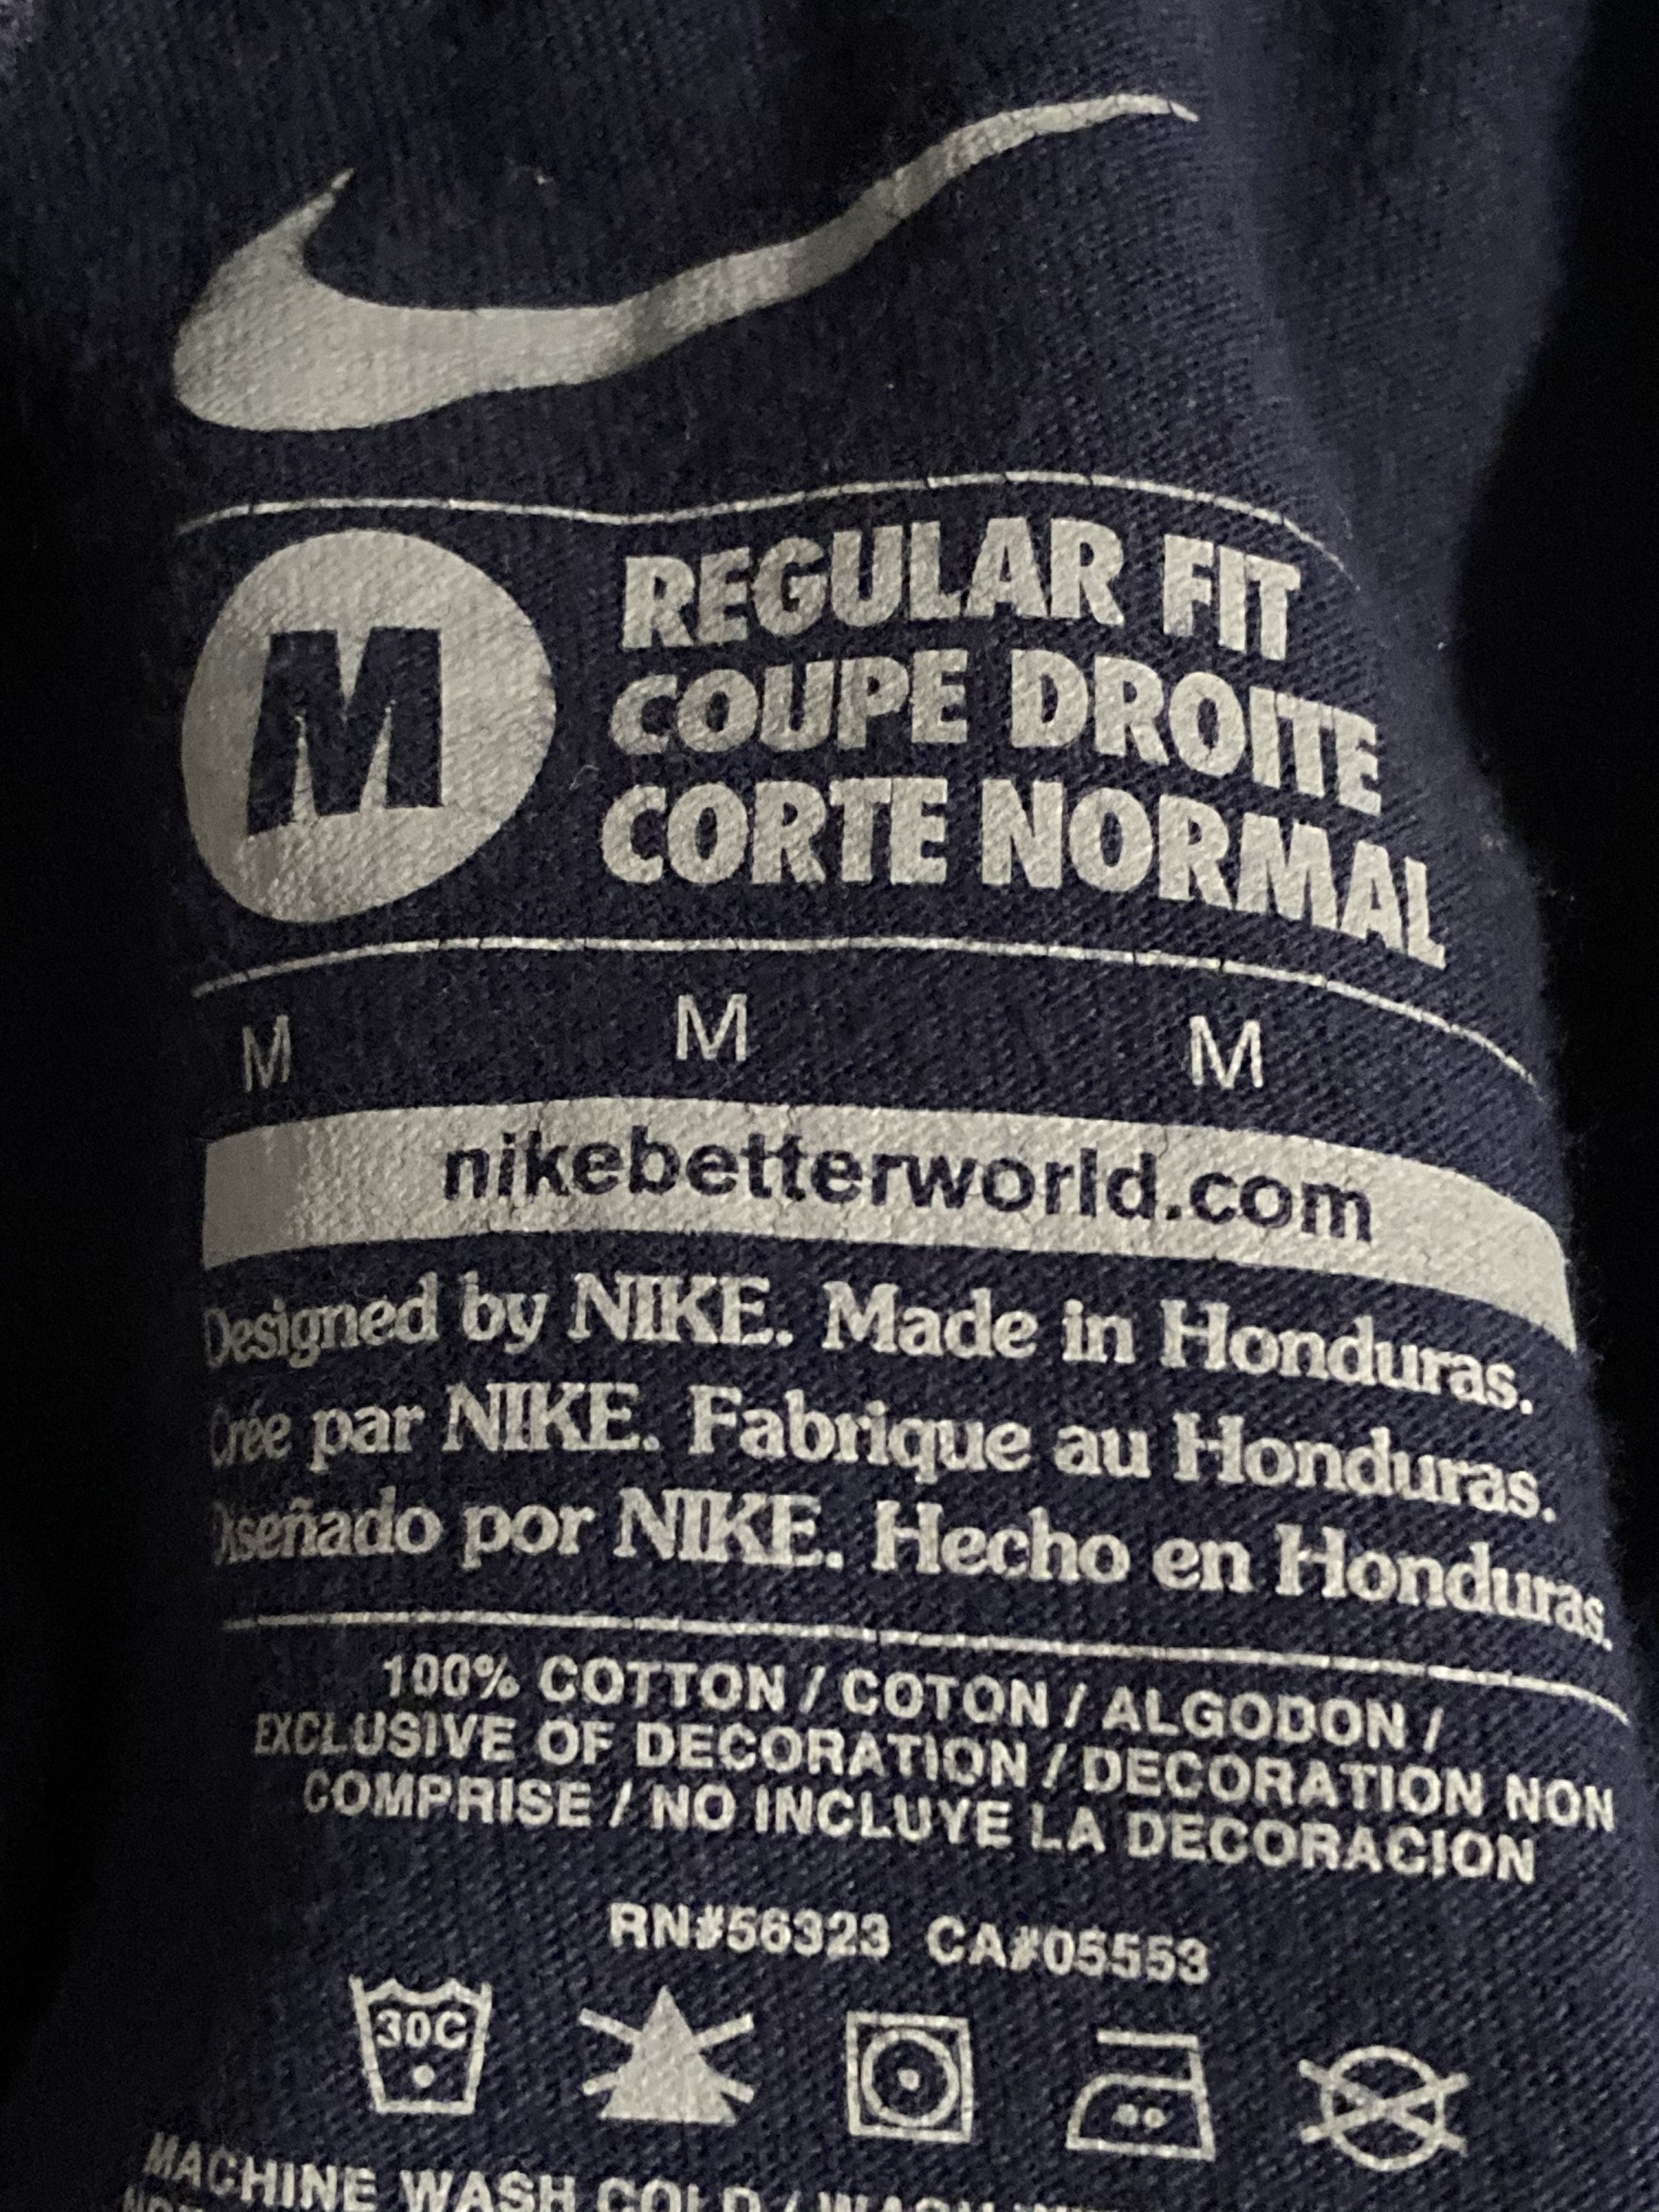 M
REGULAR FIT
COUPE DROITE
CORTE NORMAL
M M M
nikebetterworld.com
Designed by NIKE. Made in Honduras.
Crée par NIKE. Fabrique au Honduras.
Diseñado por NIKE. Hecho en Honduras.
100% COTTON / COTON / ALGODON /
EXCLUSIVE OF DECORATION / DECORATION NON
COMPRISE / NO INCLUYE LA DECORACION
RN#56323 CA#05553
30C
MACHINE WASH COLD / WASH